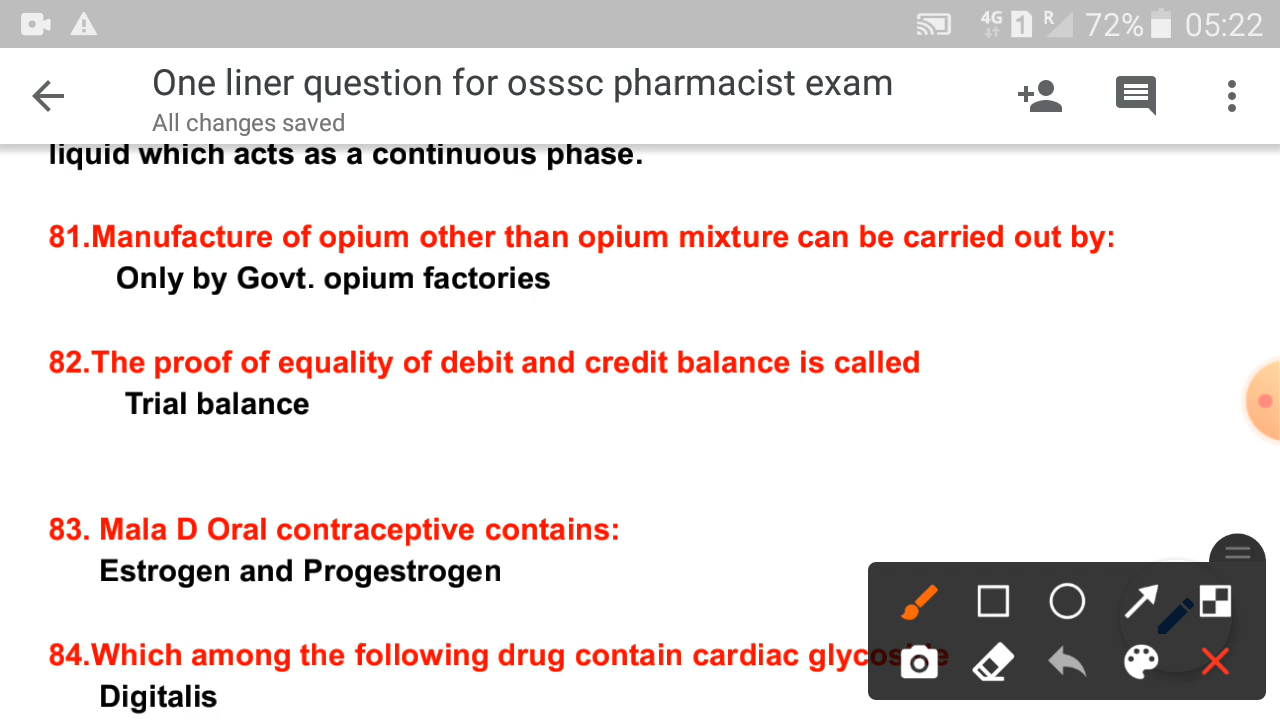 4G 1 R 72% 05:22
One liner question for osssc pharmacist exam
All changes saved
liquid which acts as a continuous phase.
81.Manufacture of opium other than opium mixture can be carried out by:
Only by Govt. opium factories
82.The proof of equality of debit and credit balance is called
Trial balance
83. Mala D Oral contraceptive contains:
Estrogen and Progestrogen
84.Which among the following drug contain cardiac glycoside
Digitalis